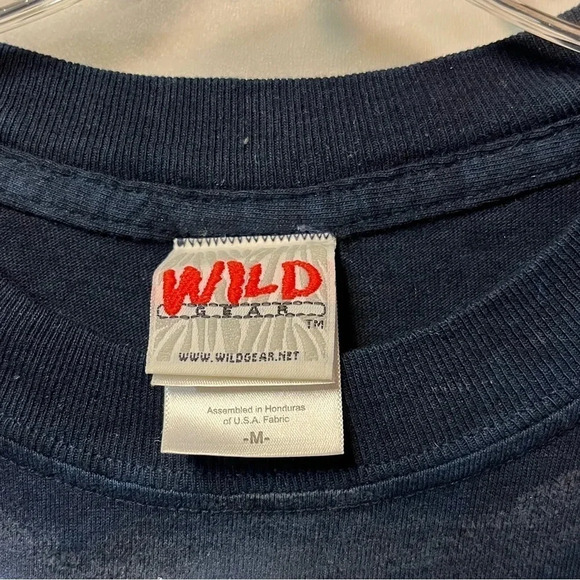 WILD
GEAR
TM
WWW.WILDGEAR.NET
Assembled in Honduras
of U.S.A. Fabric
-M-